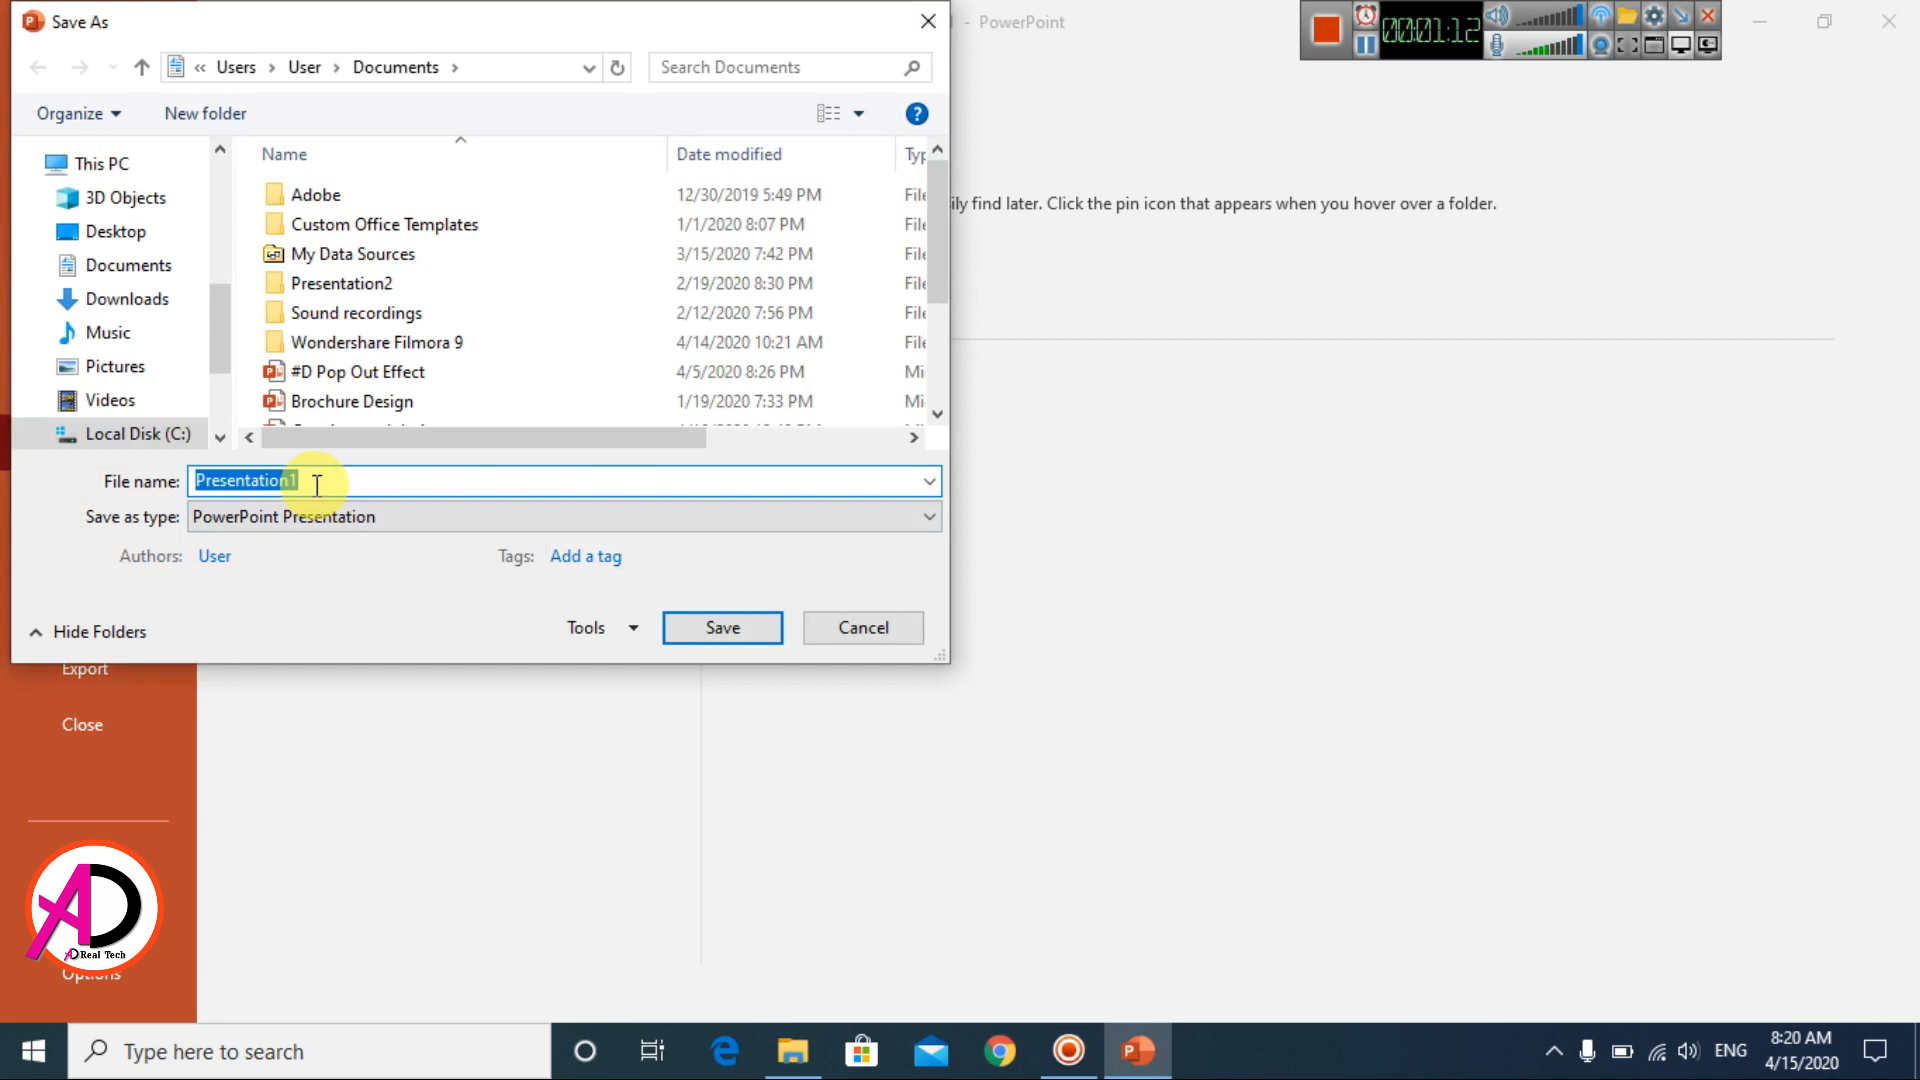 Save As
- PowerPoint
00:01:12
« Users › User › Documents ›
Search Documents
Organize
New folder
This PC
3D Objects
Desktop
Documents
Downloads
Music
Pictures
Videos
Local Disk (C:)
Name Date modified Typ
Adobe 12/30/2019 5:49 PM File
Custom Office Templates 1/1/2020 8:07 PM File
My Data Sources 3/15/2020 7:42 PM File
Presentation2 2/19/2020 8:30 PM File
Sound recordings 2/12/2020 7:56 PM File
Wondershare Filmora 9 4/14/2020 10:21 AM File
#D Pop Out Effect 4/5/2020 8:26 PM Mi
Brochure Design 1/19/2020 7:33 PM Mi
ily find later. Click the pin icon that appears when you hover over a folder.
File name: Presentation1
Save as type: PowerPoint Presentation
Authors: User Tags: Add a tag
Hide Folders
Tools
Save
Cancel
Export
Close
AD
AD Real Tech
Options
Type here to search
ENG
8:20 AM
4/15/2020